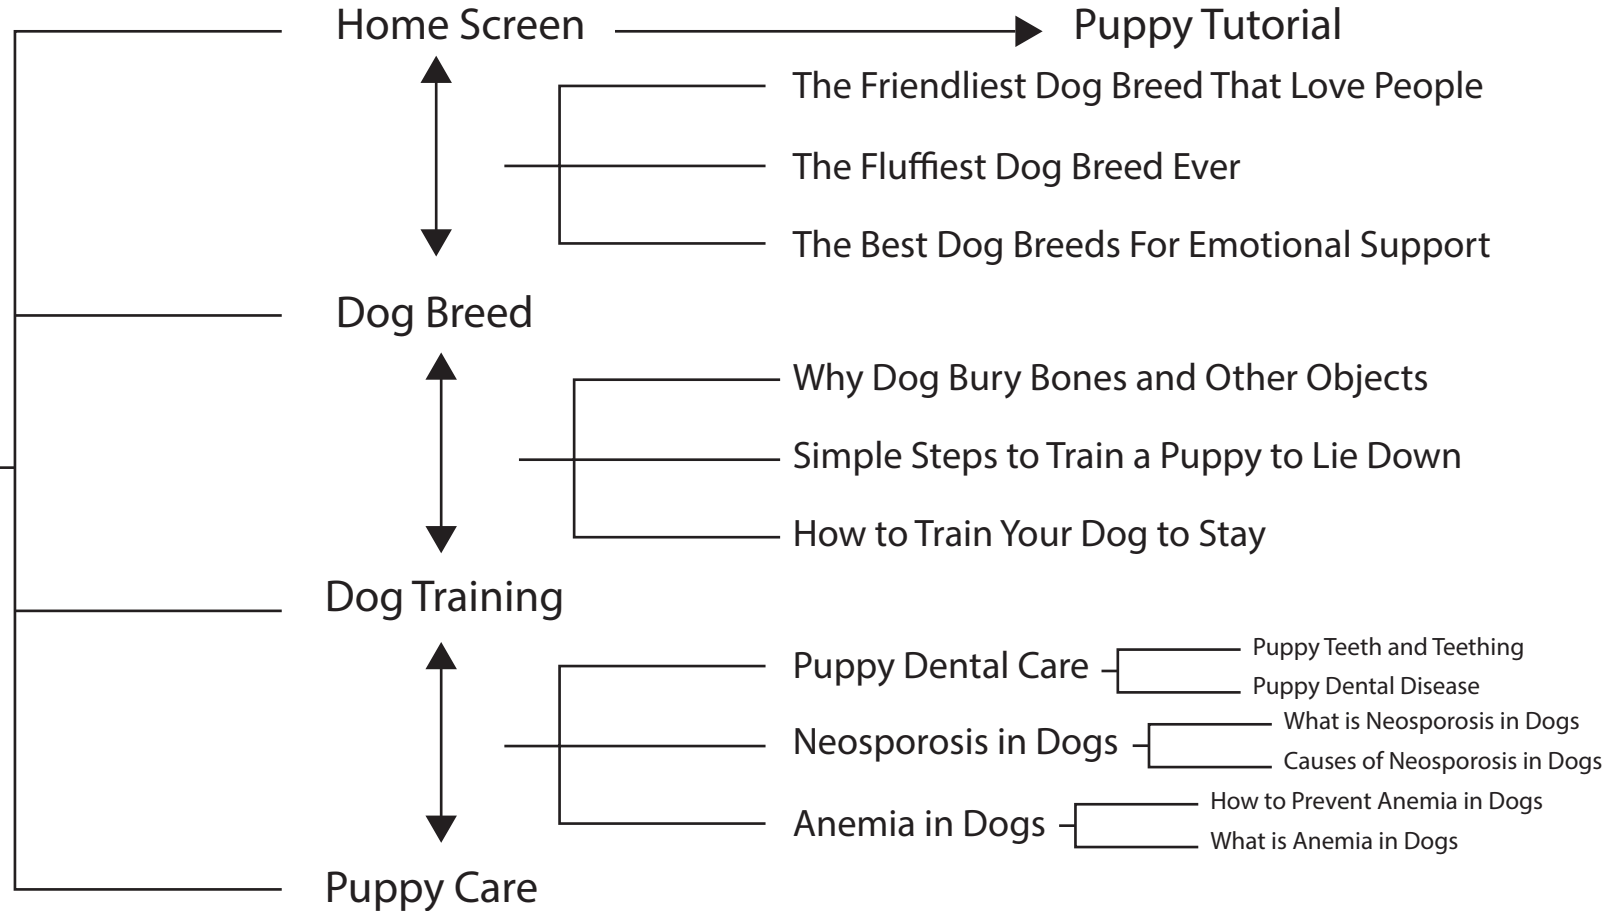 Home Screen
Puppy Tutorial
The Friendliest Dog Breed That Love People
The Fluffiest Dog Breed Ever
The Best Dog Breeds For Emotional Support
Dog Breed
Why Dog Bury Bones and Other Objects
Simple Steps to Train a Puppy to Lie Down
How to Train Your Dog to Stay
Dog Training
Puppy Dental Care
Puppy Teeth and Teething
Puppy Dental Disease
Neosporosis in Dogs
What is Neosporosis in Dogs
Causes of Neosporosis in Dogs
Anemia in Dogs
How to Prevent Anemia in Dogs
What is Anemia in Dogs
Puppy Care